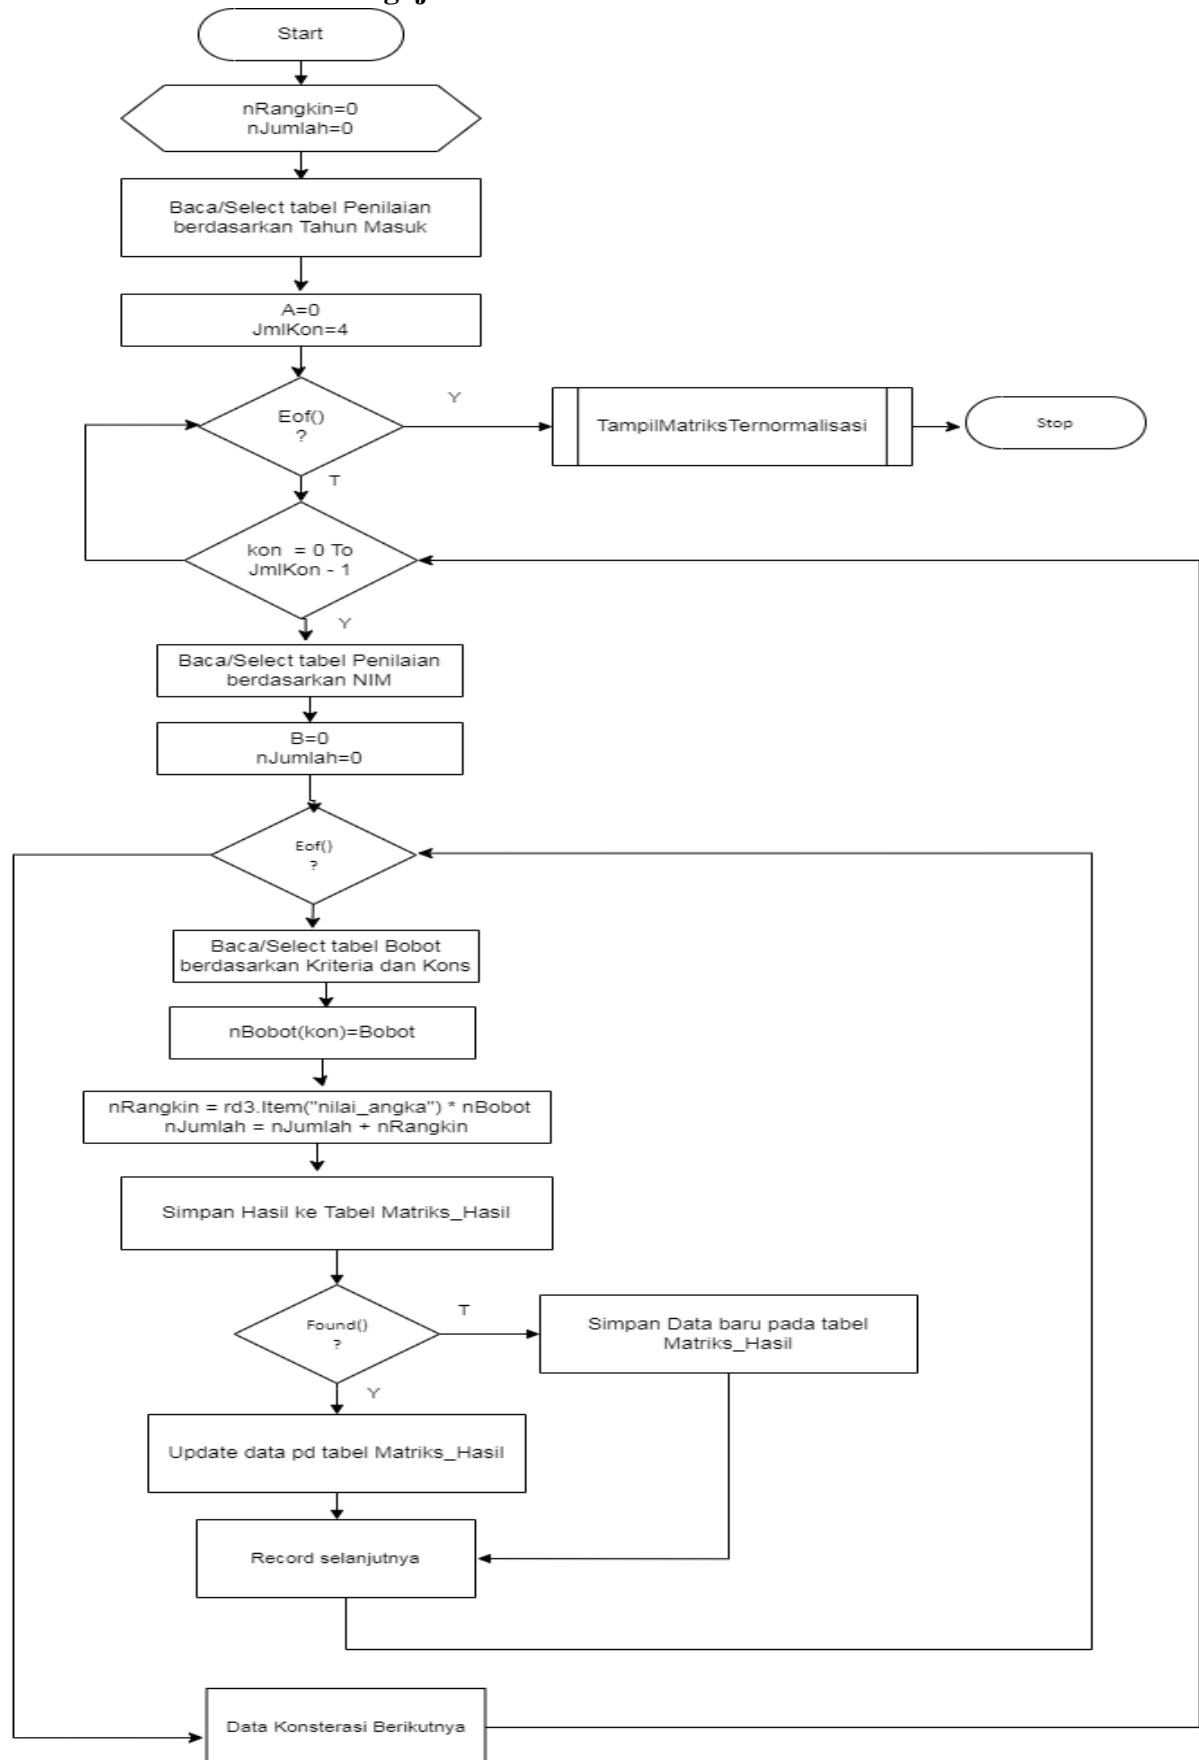 Start
nRangkin=0
nJumlah=0
Baca/Select tabel Penilaian
berdasarkan Tahun Masuk
A=0
JmlKon=4
Eof()
?
Y
TampilMatriksTernormalisasi
Stop
T
kon = 0 To
JmlKon - 1
Y
Baca/Select tabel Penilaian
berdasarkan NIM
B=0
nJumlah=0
Eof()
?
Baca/Select tabel Bobot
berdasarkan Kriteria dan Kons
nBobot(kon)=Bobot
nRangkin = rd3.Item("nilai_angka") * nBobot
nJumlah = nJumlah + nRangkin
Simpan Hasil ke Tabel Matriks_Hasil
Found()
?
T
Simpan Data baru pada tabel
Matriks_Hasil
Y
Update data pd tabel Matriks_Hasil
Record selanjutnya
Data Konsterasi Berikutnya